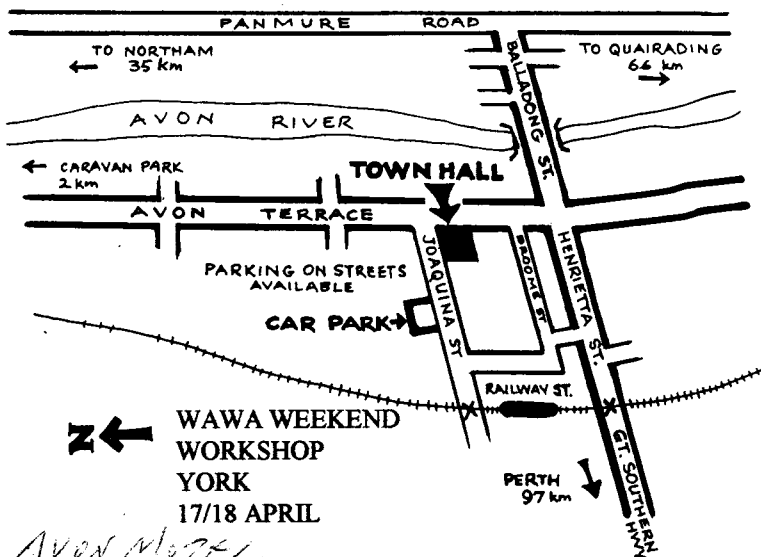 PANMURE ROAD
TO NORTHAM
35 km
BALLADONG ST.
TO QUAIRADING
66 km
AVON RIVER
CARAVAN PARK
2 km
TOWN HALL
AVON TERRACE
JOAQUINA ST
BROOME ST
HENRIETTA ST.
PARKING ON STREETS
AVAILABLE
CAR PARK
RAILWAY ST.
N
WAWA WEEKEND
WORKSHOP
YORK
17/18 APRIL
PERTH
97 km
GT. SOUTHERN
HWY
AVON